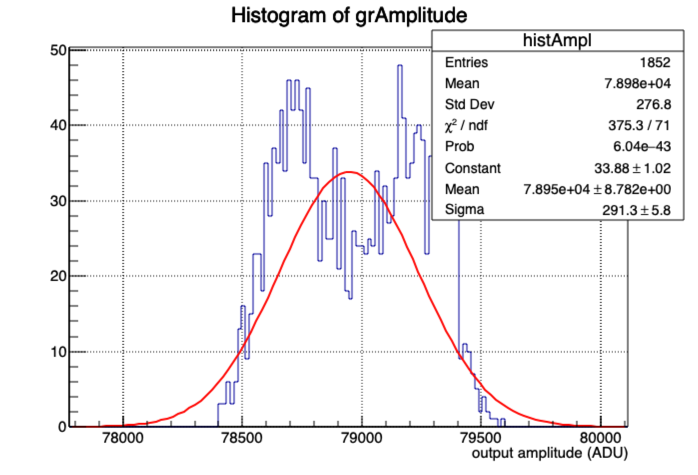 Histogram of grAmplitude
histAmpl
Entries 1852
Mean 7.898e+04
Std Dev 276.8
χ² / ndf 375.3 / 71
Prob 6.04e−43
Constant 33.88 ± 1.02
Mean 7.895e+04 ± 8.782e+00
Sigma 291.3 ± 5.8
50
40
30
20
10
0
78000 78500 79000 79500 80000
output amplitude (ADU)